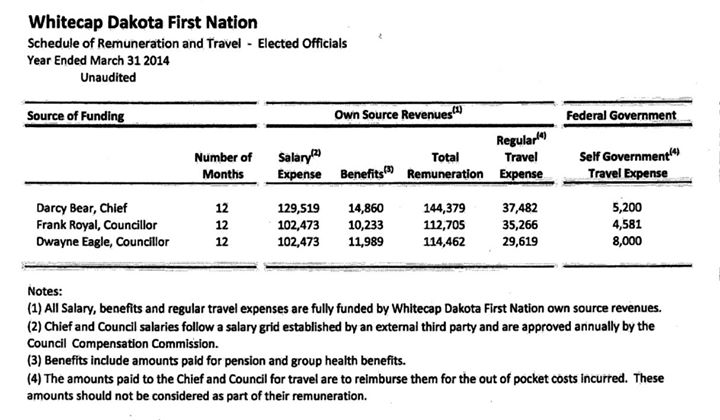 Whitecap Dakota First Nation
Schedule of Remuneration and Travel - Elected Officials
Year Ended March 31 2014
Unaudited
Source of Funding Own Source Revenues(1) Federal Government
Number of Months Salary(2) Expense Benefits(3) Total Remuneration Regular(4) Travel Expense Self Government(4) Travel Expense
Darcy Bear, Chief 12 129,519 14,860 144,379 37,482 5,200
Frank Royal, Councillor 12 102,473 10,233 112,705 35,266 4,581
Dwayne Eagle, Councillor 12 102,473 11,989 114,462 29,619 8,000
Notes:
(1) All Salary, benefits and regular travel expenses are fully funded by Whitecap Dakota First Nation own source revenues.
(2) Chief and Council salaries follow a salary grid established by an external third party and are approved annually by the
Council Compensation Commission.
(3) Benefits include amounts paid for pension and group health benefits.
(4) The amounts paid to the Chief and Council for travel are to reimburse them for the out of pocket costs incurred. These
amounts should not be considered as part of their remuneration.